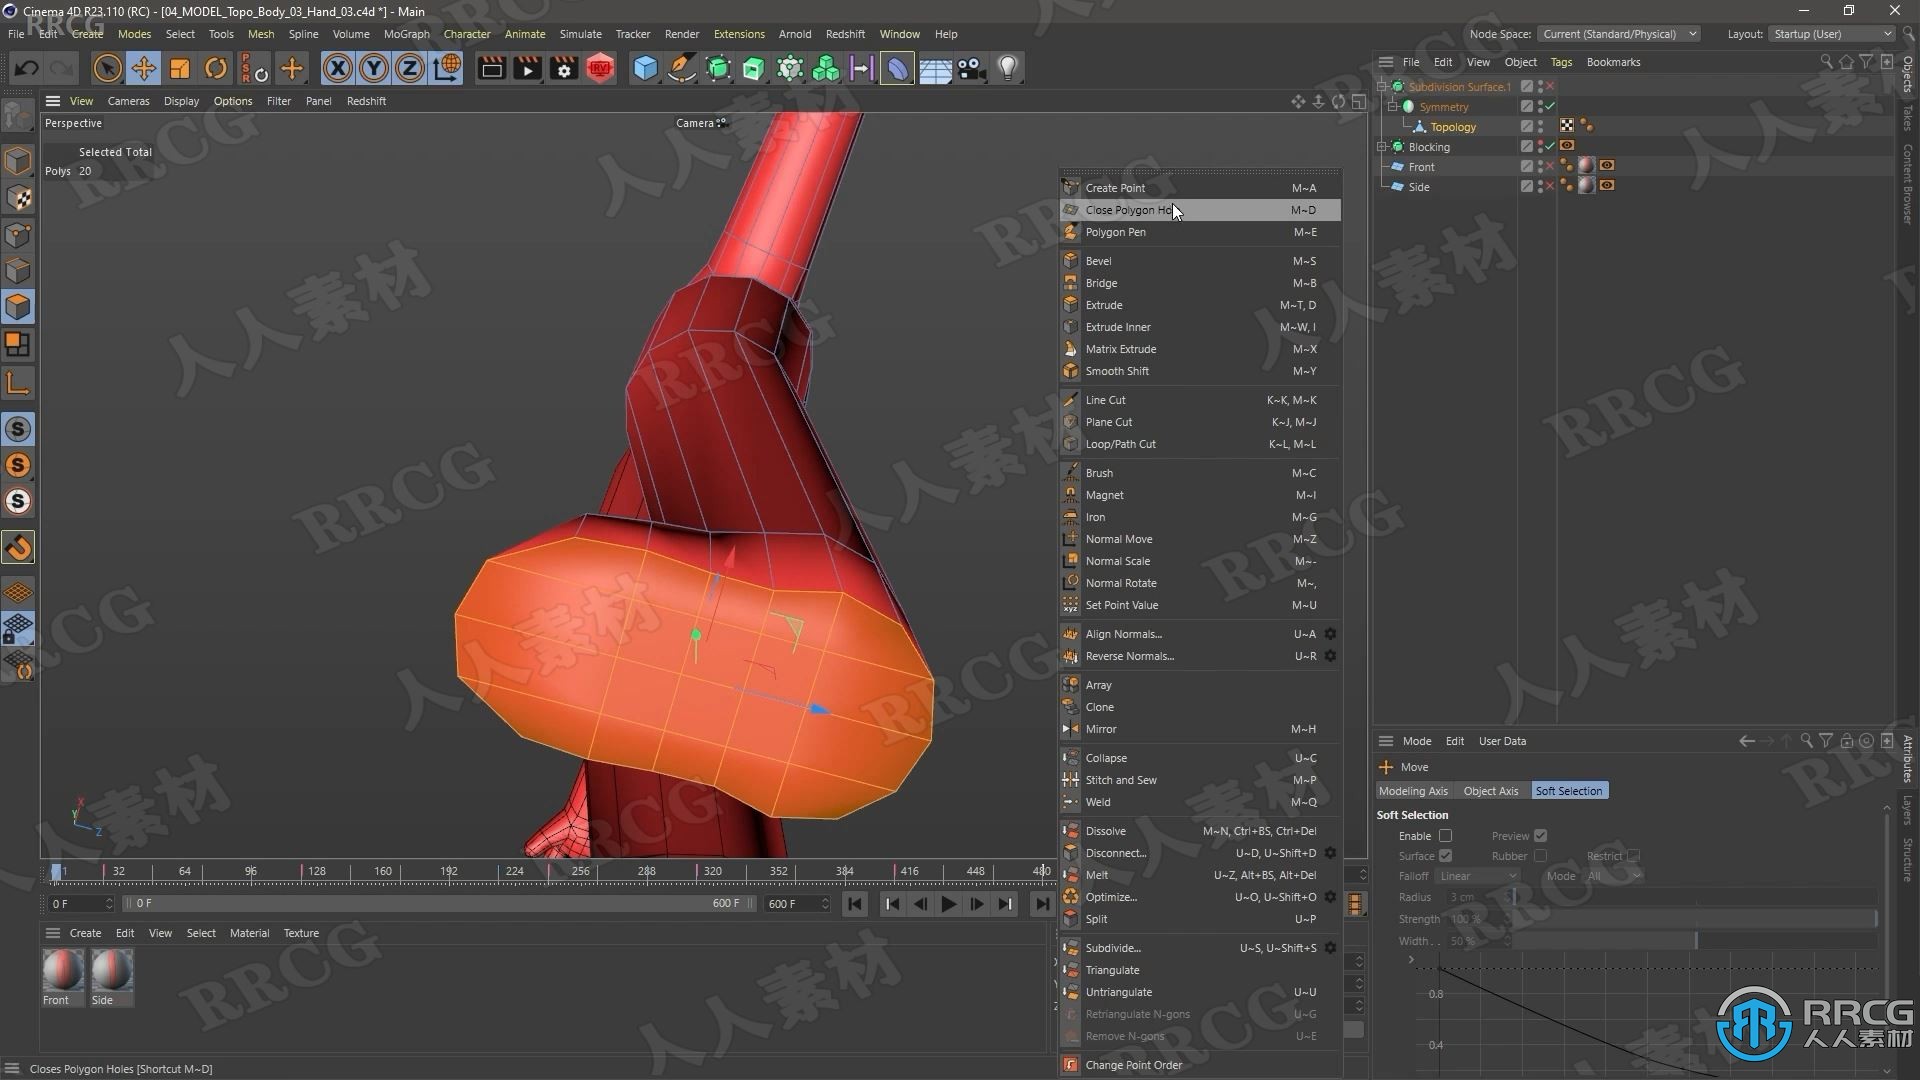 Cinema 4D R23.110 (RC) - [04_MODEL_Topo_Body_03_Hand_03.c4d *] - Main
File Edit Create Modes Select Tools Mesh Spline Volume MoGraph Character Animate Simulate Tracker Render Extensions Arnold Redshift Window Help
Node Space: Current (Standard/Physical) Layout: Startup (User)
View Cameras Display Options Filter Panel Redshift
Perspective
Camera
Selected Total
Polys 20
Create Point M~A
Close Polygon Ho M~D
Polygon Pen M~E
Bevel M~S
Bridge M~B
Extrude M~T, D
Extrude Inner M~W, I
Matrix Extrude M~X
Smooth Shift M~Y
Line Cut K~K, M~K
Plane Cut K~J, M~J
Loop/Path Cut K~L, M~L
Brush M~C
Magnet M~I
Iron M~G
Normal Move M~Z
Normal Scale M~-
Normal Rotate M~,
Set Point Value M~U
Align Normals... U~A
Reverse Normals... U~R
Array
Clone
Mirror M~H
Collapse U~C
Stitch and Sew M~P
Weld M~Q
Dissolve M~N, Ctrl+BS, Ctrl+Del
Disconnect... U~D, U~Shift+D
Melt U~Z, Alt+BS, Alt+Del
Optimize... U~O, U~Shift+O
Split U~P
Subdivide... U~S, U~Shift+S
Triangulate
Untriangulate U~U
Retriangulate N-gons U~G
Remove N-gons U~E
Change Point Order
File Edit View Object Tags Bookmarks
Subdivision Surface.1
Symmetry
Topology
Blocking
Front
Side
Objects
Takes
Content Browser
Mode Edit User Data
Move
Modeling Axis Object Axis Soft Selection
Soft Selection
Enable Preview
Surface Rubber Restrict
Falloff Linear Mode All
Radius 3 cm
Strength 100 %
Width . . 50 %
0.8
0.4
Attributes
Layers
Structure
X
Y
Z
1 32 64 96 128 160 192 224 256 288 320 352 384 416 448 480
0 F 0 F 600 F 600 F
Create Edit View Select Material Texture
Front Side
Closes Polygon Holes [Shortcut M~D]
RRCG
人人素材